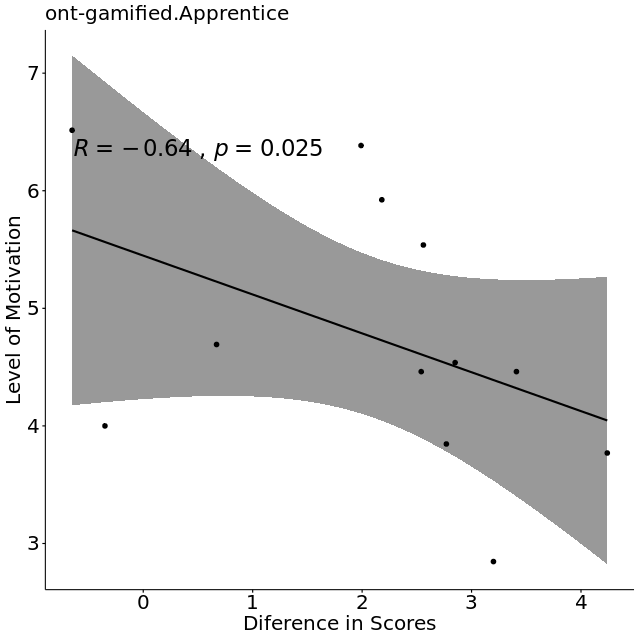 ont-gamified.Apprentice
7
6
5
4
3
R = −0.64 , p = 0.025
Level of Motivation
0 1 2 3 4
Diference in Scores